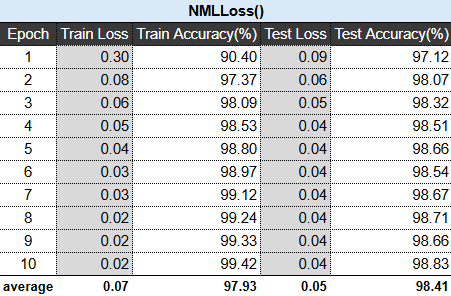 NMLLoss()
Epoch Train Loss Train Accuracy(%) Test Loss Test Accuracy(%)
1 0.30 90.40 0.09 97.12
2 0.08 97.37 0.06 98.07
3 0.06 98.09 0.05 98.32
4 0.05 98.53 0.04 98.51
5 0.04 98.80 0.04 98.66
6 0.03 98.97 0.04 98.54
7 0.03 99.12 0.04 98.67
8 0.02 99.24 0.04 98.71
9 0.02 99.33 0.04 98.66
10 0.02 99.42 0.04 98.83
average 0.07 97.93 0.05 98.41